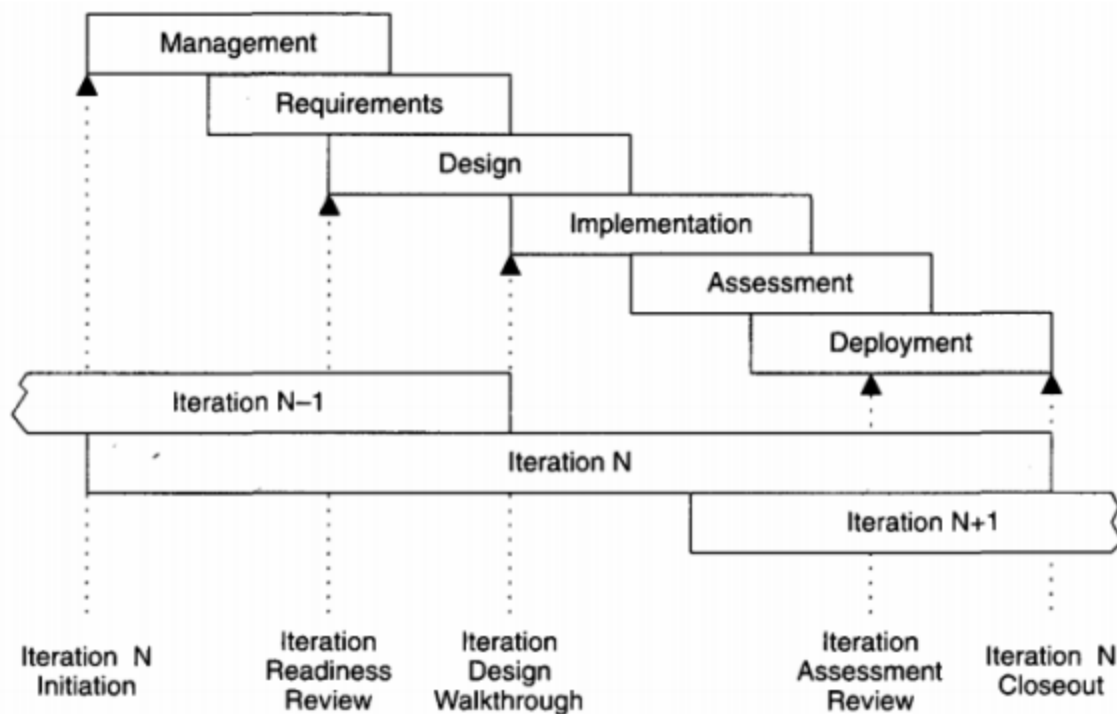 Management
Requirements
Design
Implementation
Assessment
Deployment
Iteration N–1
Iteration N
Iteration N+1
Iteration N
Initiation
Iteration
Readiness
Review
Iteration
Design
Walkthrough
Iteration
Assessment
Review
Iteration N
Closeout